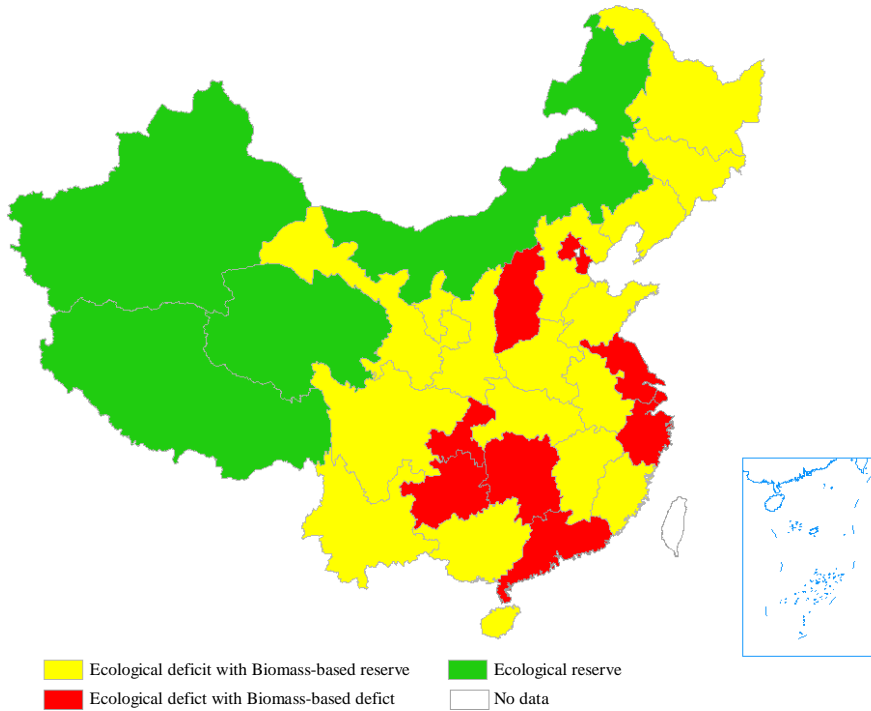 Ecological deficit with Biomass-based reserve
Ecological reserve
Ecological defict with Biomass-based defict
No data